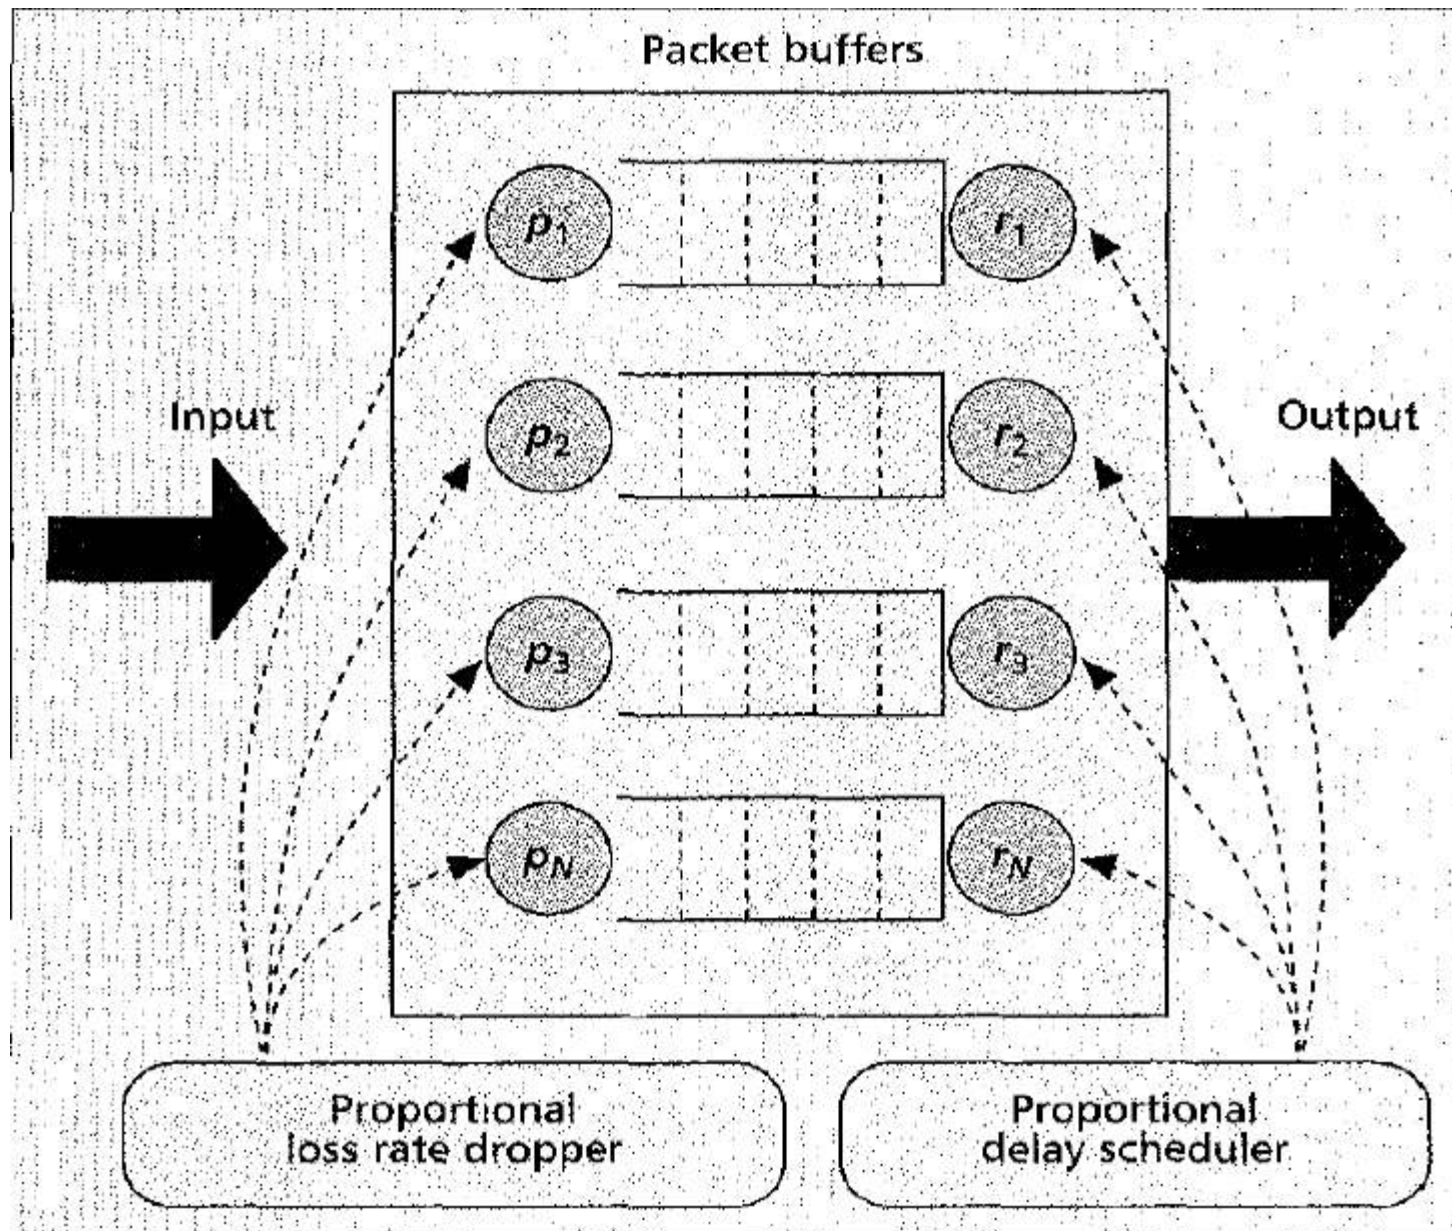 Packet buffers
p1
r1
Input
p2
r2
Output
p3
r3
pN
rN
Proportional
loss rate dropper
Proportional
delay scheduler